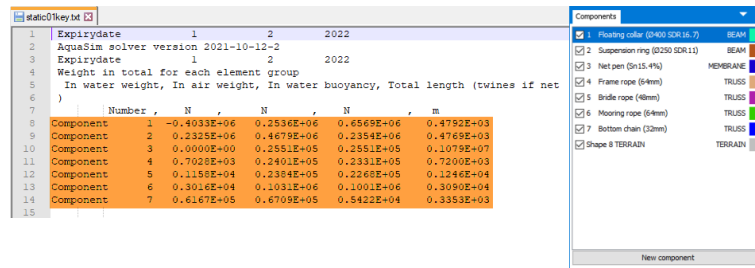 static01key.txt
1 Expirydate 1 2 2022
2 AquaSim solver version 2021-10-12-2
3 Expirydate 1 2 2022
4 Weight in total for each element group
5 In water weight, In air weight, In water buoyancy, Total length (twines if net
6 )
7 Number , N , N , N , m
8 Component 1 -0.4033E+06 0.2536E+06 0.6569E+06 0.4792E+03
9 Component 2 0.2325E+06 0.4679E+06 0.2354E+06 0.4769E+03
10 Component 3 0.0000E+00 0.2551E+05 0.2551E+05 0.1079E+07
11 Component 4 0.7028E+03 0.2401E+05 0.2331E+05 0.7200E+03
12 Component 5 0.1158E+04 0.2384E+05 0.2268E+05 0.1246E+04
13 Component 6 0.3016E+04 0.1031E+06 0.1001E+06 0.3090E+04
14 Component 7 0.6167E+05 0.6709E+05 0.5422E+04 0.3353E+03
15
Components
1 Floating collar (Ø400 SDR16.7) BEAM
2 Suspension ring (Ø250 SDR11) BEAM
3 Net pen (Sn15.4%) MEMBRANE
4 Frame rope (64mm) TRUSS
5 Bridle rope (48mm) TRUSS
6 Mooring rope (64mm) TRUSS
7 Bottom chain (32mm) TRUSS
Shape 8 TERRAIN TERRAIN
New component